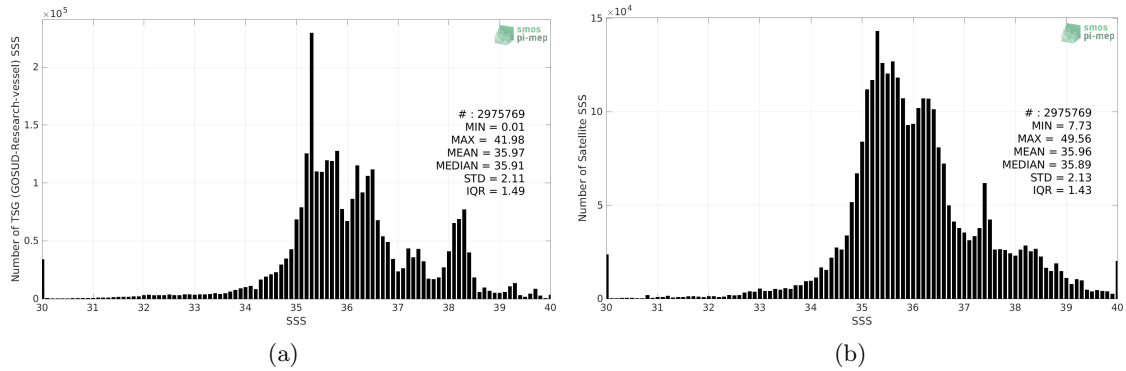 ×10⁵
smos
pi-mep
Number of TSG (GOSUD-Research-vessel) SSS
2
1.5
1
0.5
0
# : 2975769
MIN = 0.01
MAX = 41.98
MEAN = 35.97
MEDIAN = 35.91
STD = 2.11
IQR = 1.49
30 31 32 33 34 35 36 37 38 39 40
SSS
(a)
×10⁴
smos
pi-mep
Number of Satellite SSS
15
10
5
0
# : 2975769
MIN = 7.73
MAX = 49.56
MEAN = 35.96
MEDIAN = 35.89
STD = 2.13
IQR = 1.43
30 31 32 33 34 35 36 37 38 39 40
SSS
(b)